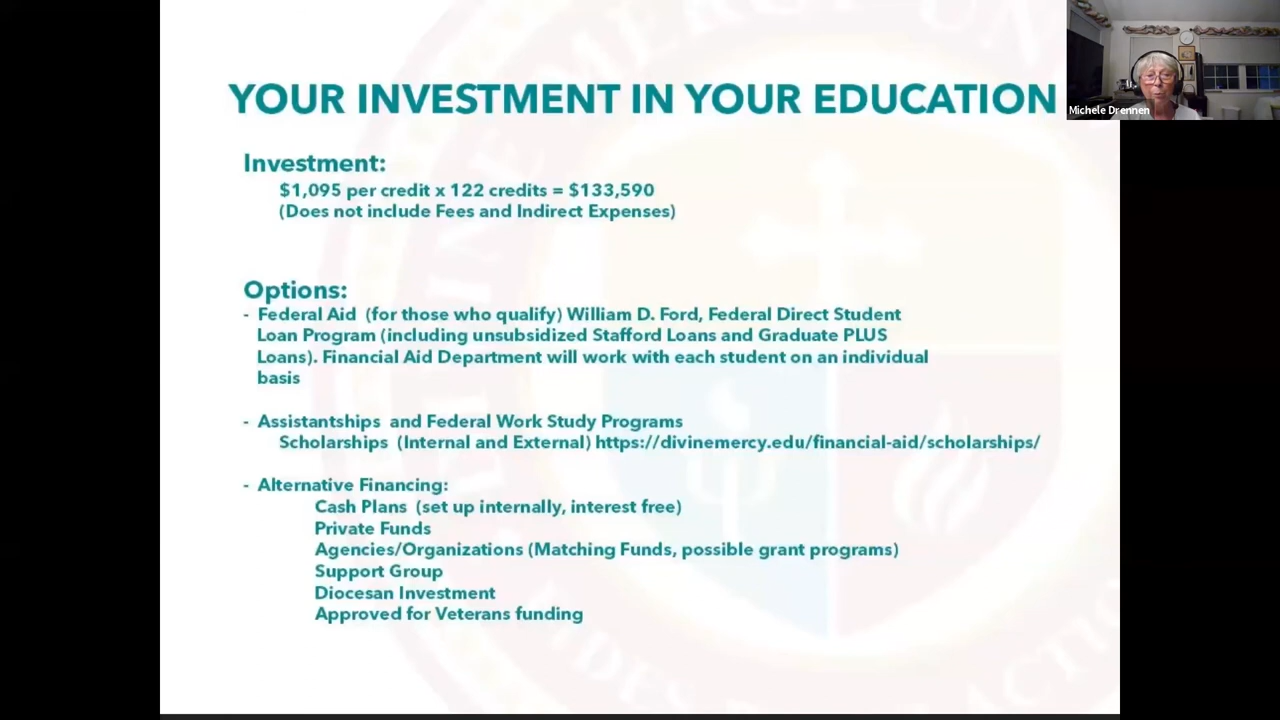 YOUR INVESTMENT IN YOUR EDUCATION
Michele Drennen
Investment:
$1,095 per credit x 122 credits = $133,590
(Does not include Fees and Indirect Expenses)
Options:
- Federal Aid (for those who qualify) William D. Ford, Federal Direct Student
Loan Program (including unsubsidized Stafford Loans and Graduate PLUS
Loans). Financial Aid Department will work with each student on an individual
basis
- Assistantships and Federal Work Study Programs
Scholarships (Internal and External) https://divinemercy.edu/financial-aid/scholarships/
- Alternative Financing:
Cash Plans (set up internally, interest free)
Private Funds
Agencies/Organizations (Matching Funds, possible grant programs)
Support Group
Diocesan Investment
Approved for Veterans funding